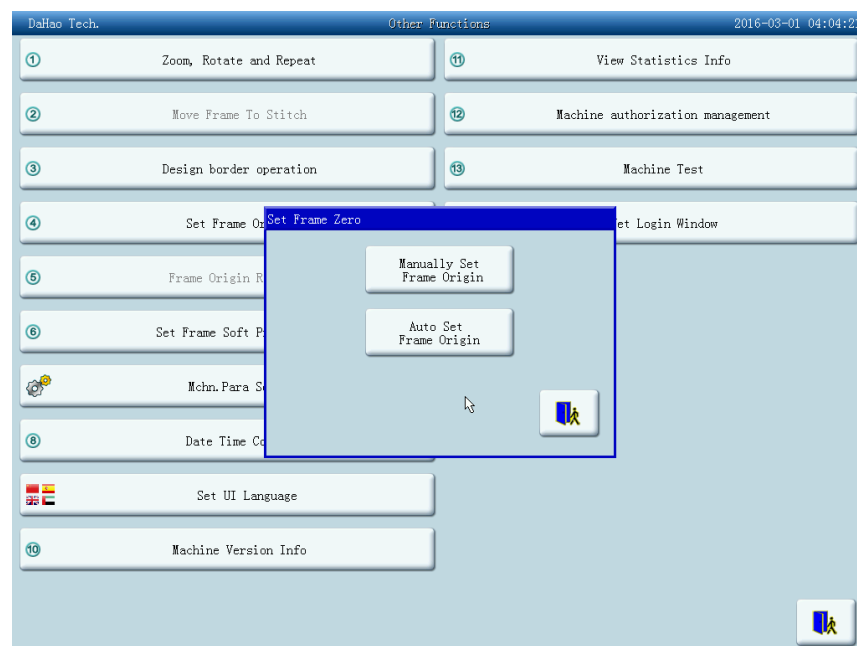 DaHao Tech. Other Functions 2016-03-01 04:04:21
1 Zoom, Rotate and Repeat
2 Move Frame To Stitch
3 Design border operation
4 Set Frame Or
5 Frame Origin R
6 Set Frame Soft P
Mchn.Para S
8 Date Time Co
Set UI Language
10 Machine Version Info
11 View Statistics Info
12 Machine authorization management
13 Machine Test
et Login Window
Set Frame Zero
Manually Set
Frame Origin
Auto Set
Frame Origin